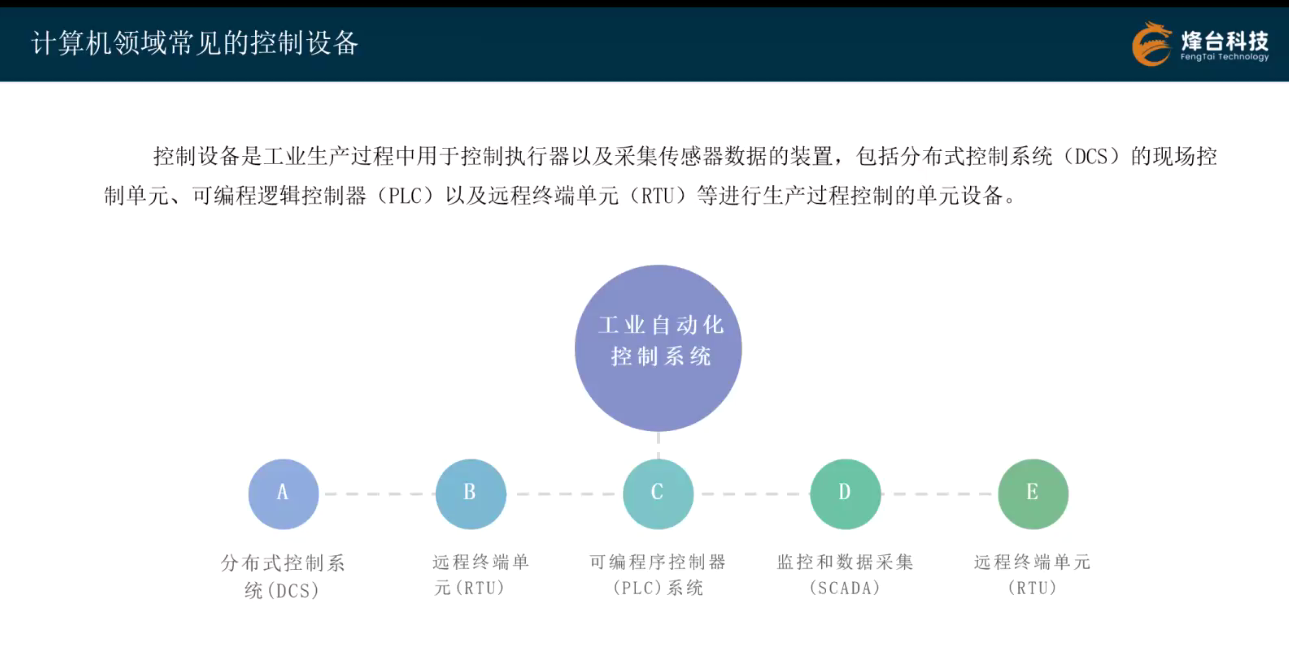 计算机领域常见的控制设备
烽台科技
FengTai Technology
控制设备是工业生产过程中用于控制执行器以及采集传感器数据的装置，包括分布式控制系统（DCS）的现场控
制单元、可编程逻辑控制器（PLC）以及远程终端单元（RTU）等进行生产过程控制的单元设备。
工业自动化
控制系统
A
B
C
D
E
分布式控制系
统(DCS)
远程终端单
元(RTU)
可编程序控制器
(PLC)系统
监控和数据采集
(SCADA)
远程终端单元
(RTU)